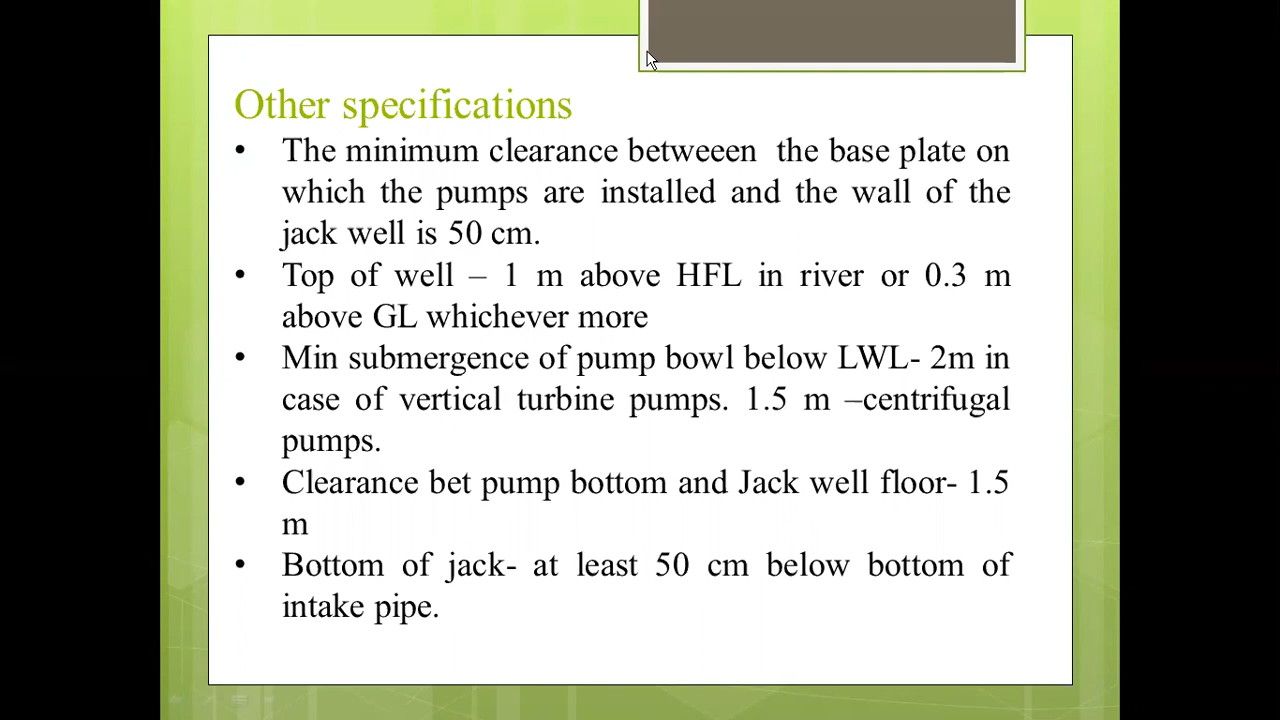 Other specifications
• The minimum clearance betweeen the base plate on
which the pumps are installed and the wall of the
jack well is 50 cm.
• Top of well – 1 m above HFL in river or 0.3 m
above GL whichever more
• Min submergence of pump bowl below LWL- 2m in
case of vertical turbine pumps. 1.5 m –centrifugal
pumps.
• Clearance bet pump bottom and Jack well floor- 1.5
m
• Bottom of jack- at least 50 cm below bottom of
intake pipe.